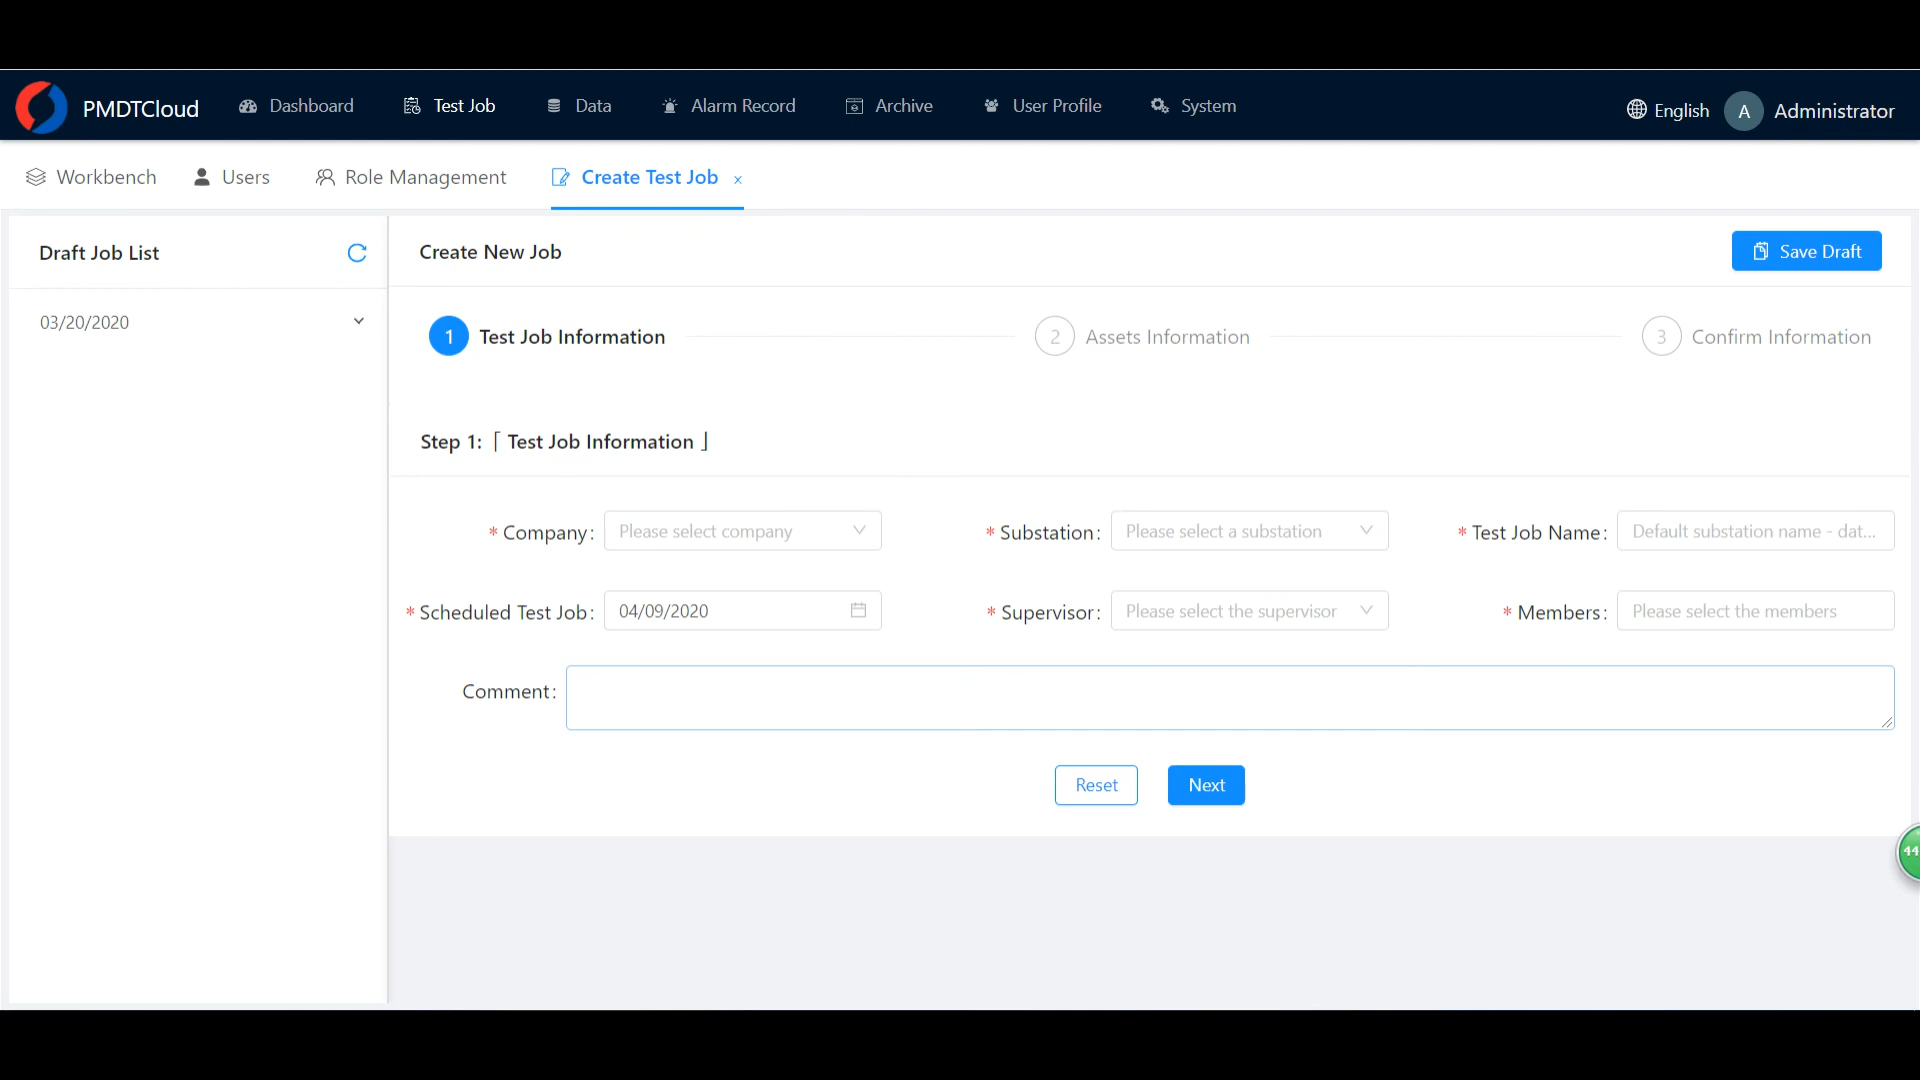 PMDTCloud Dashboard Test Job Data Alarm Record Archive User Profile System English A Administrator
Workbench Users Role Management Create Test Job x
Draft Job List
03/20/2020
Create New Job Save Draft
1 Test Job Information 2 Assets Information 3 Confirm Information
Step 1:「 Test Job Information 」
* Company: Please select company * Substation: Please select a substation * Test Job Name: Default substation name - dat...
* Scheduled Test Job: 04/09/2020 * Supervisor: Please select the supervisor * Members: Please select the members
Comment:
Reset Next
44